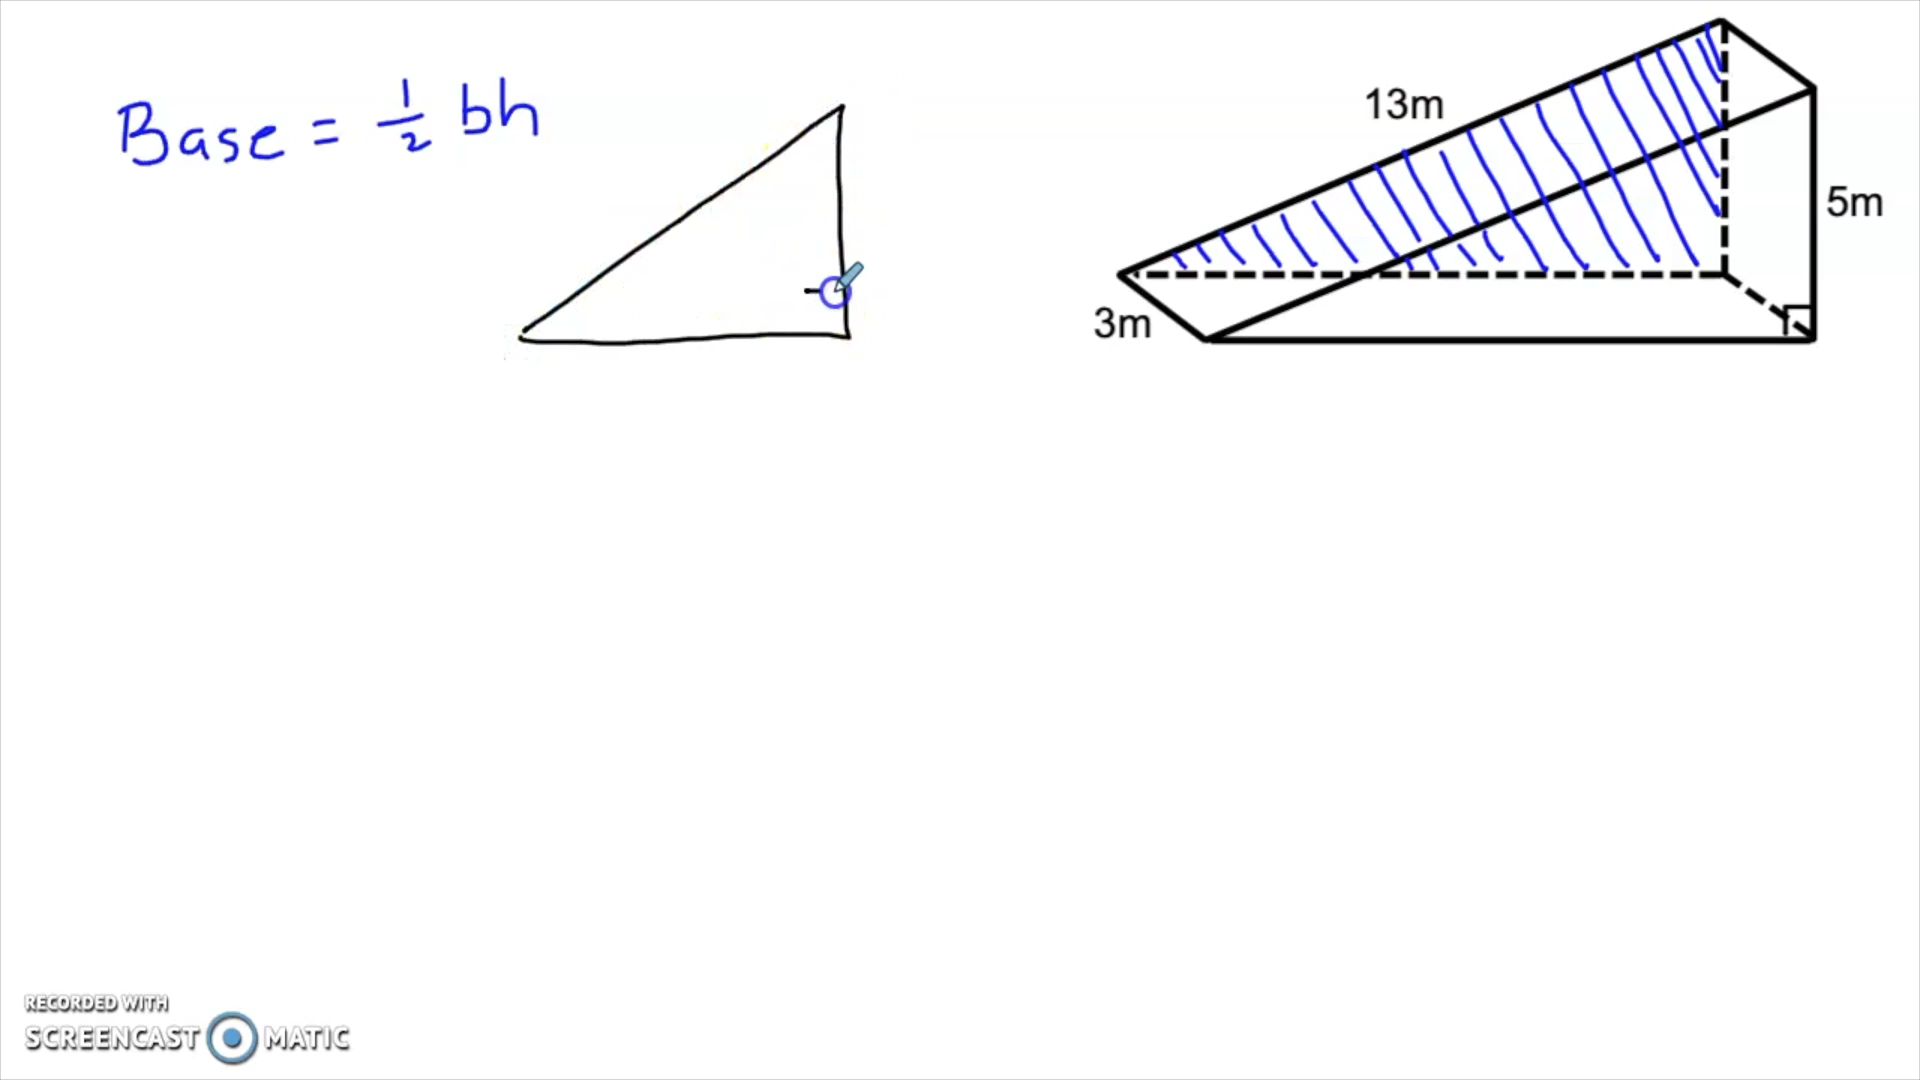 Base = 1/2 bh
13m
5m
3m
RECORDED WITH
SCREENCAST MATIC